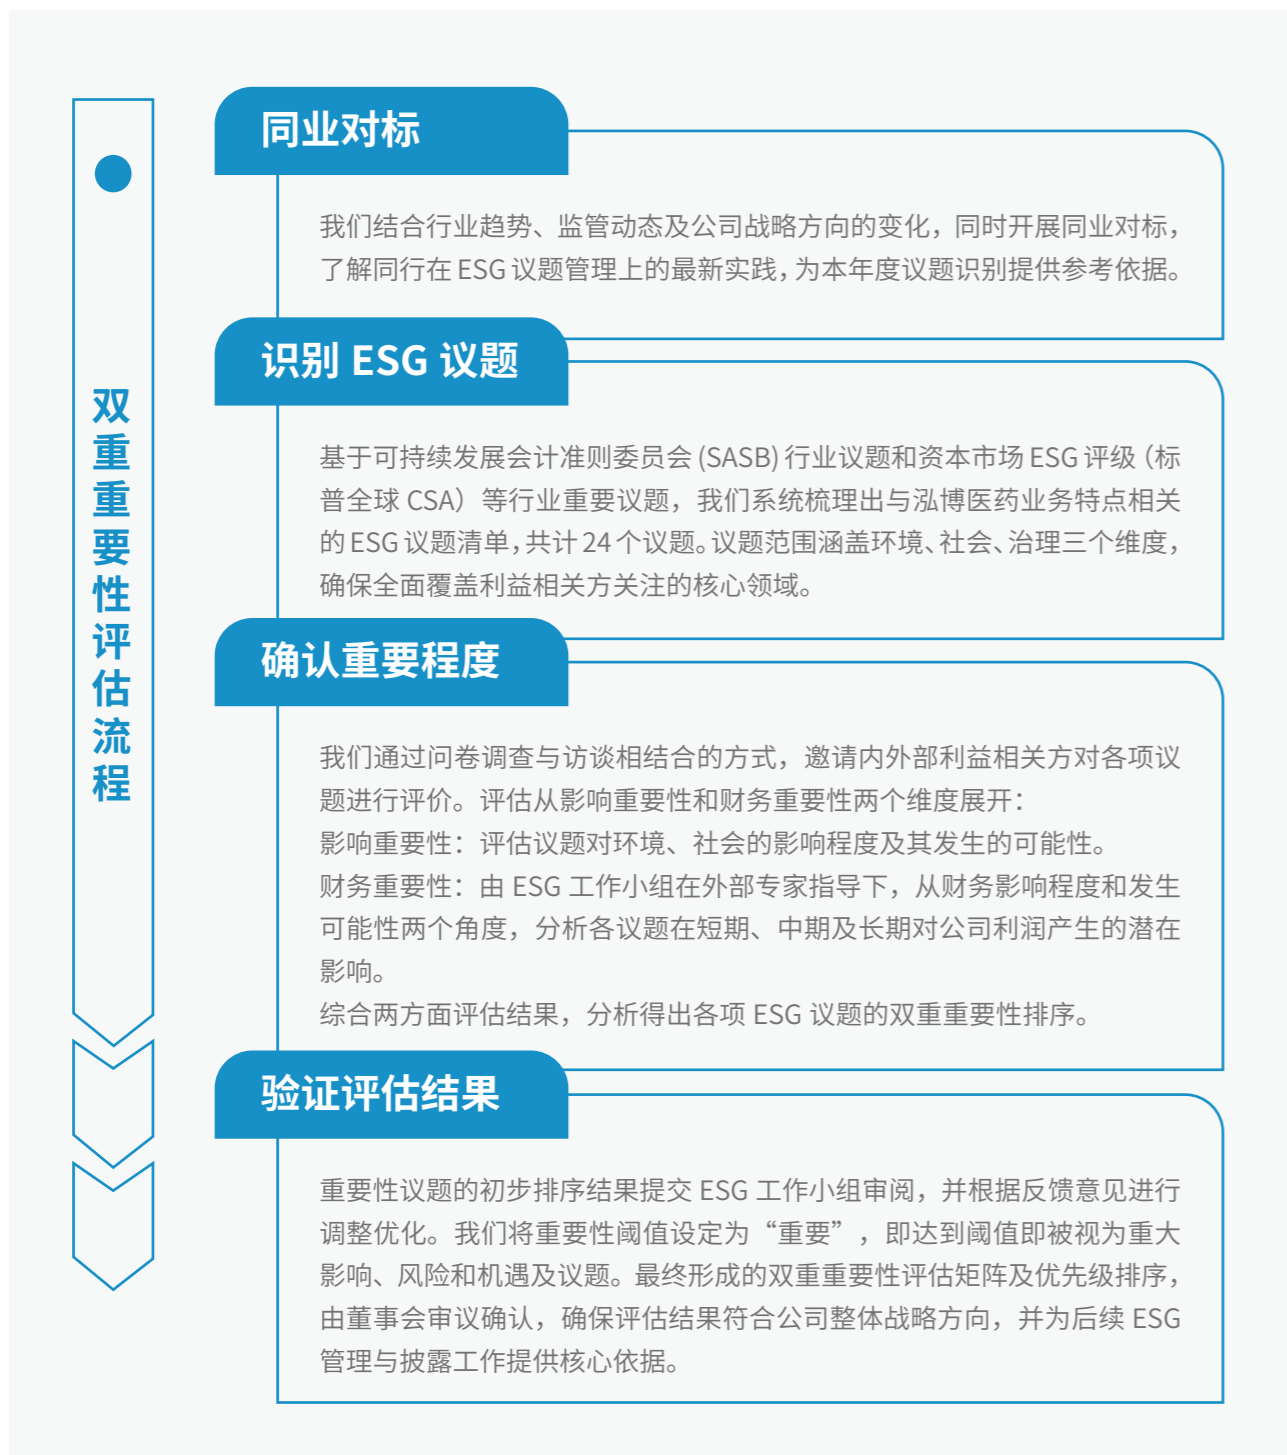 双重重要性评估流程
同业对标
我们结合行业趋势、监管动态及公司战略方向的变化，同时开展同业对标，
了解同行在 ESG 议题管理上的最新实践，为本年度议题识别提供参考依据。
识别 ESG 议题
基于可持续发展会计准则委员会 (SASB) 行业议题和资本市场 ESG 评级（标
普全球 CSA）等行业重要议题，我们系统梳理出与泓博医药业务特点相关
的 ESG 议题清单，共计 24 个议题。议题范围涵盖环境、社会、治理三个维度，
确保全面覆盖利益相关方关注的核心领域。
确认重要程度
我们通过问卷调查与访谈相结合的方式，邀请内外部利益相关方对各项议
题进行评价。评估从影响重要性和财务重要性两个维度展开：
影响重要性：评估议题对环境、社会的影响程度及其发生的可能性。
财务重要性：由 ESG 工作小组在外部专家指导下，从财务影响程度和发生
可能性两个角度，分析各议题在短期、中期及长期对公司利润产生的潜在
影响。
综合两方面评估结果，分析得出各项 ESG 议题的双重重要性排序。
验证评估结果
重要性议题的初步排序结果提交 ESG 工作小组审阅，并根据反馈意见进行
调整优化。我们将重要性阈值设定为“重要”，即达到阈值即被视为重大
影响、风险和机遇及议题。最终形成的双重重要性评估矩阵及优先级排序，
由董事会审议确认，确保评估结果符合公司整体战略方向，并为后续 ESG
管理与披露工作提供核心依据。